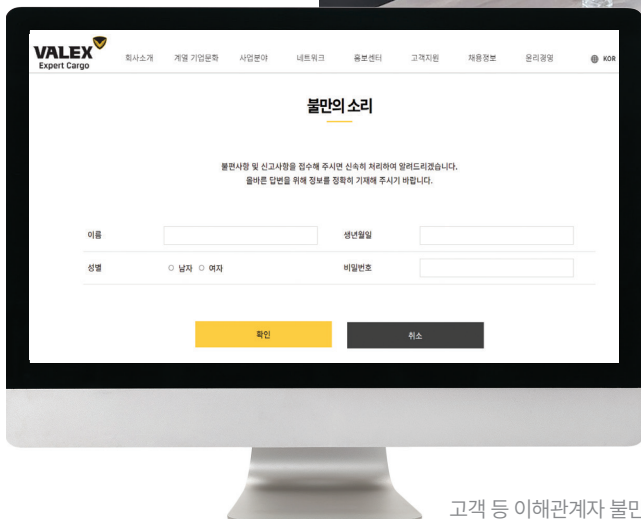 VALEX
Expert Cargo
회사소개 계열 기업문화 사업분야 네트워크 홍보센터 고객지원 채용정보 윤리경영 KOR
불만의 소리
불편사항 및 신고사항을 접수해 주시면 신속히 처리하여 알려드리겠습니다.
올바른 답변을 위해 정보를 정확히 기재해 주시기 바랍니다.
이름 생년월일
성별 남자 여자 비밀번호
확인 취소
고객 등 이해관계자 불만